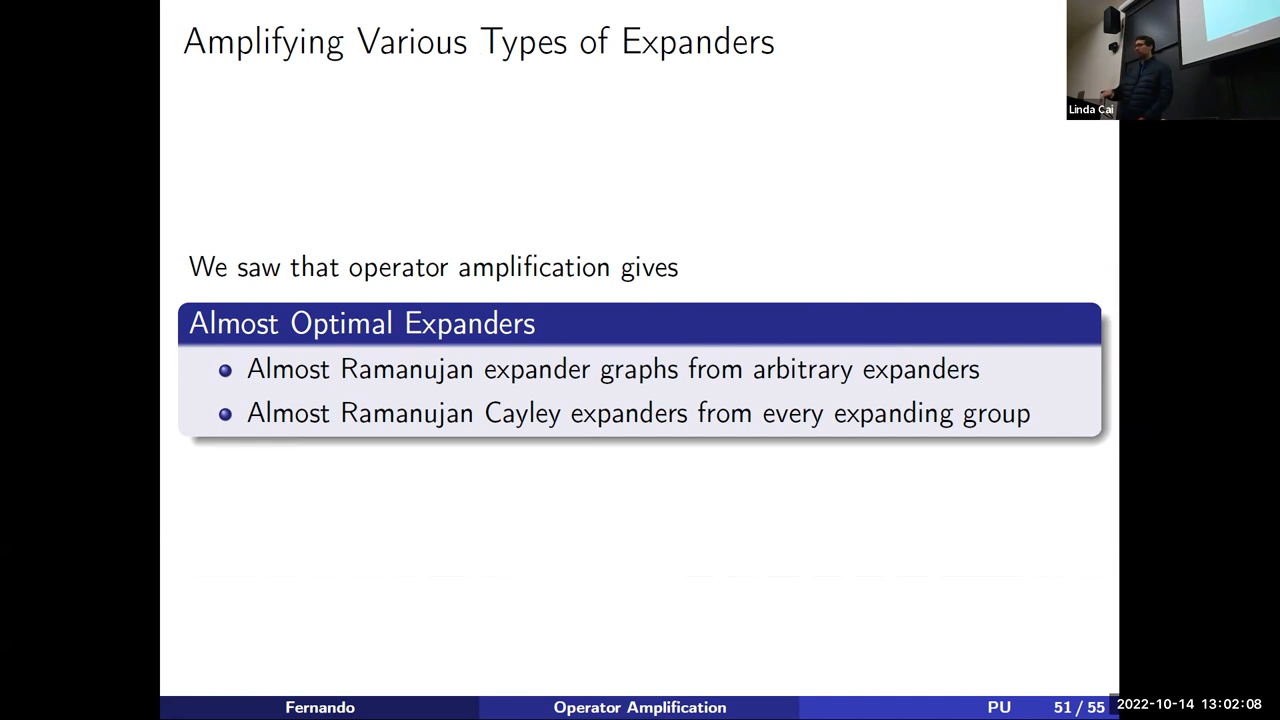 Amplifying Various Types of Expanders
Linda Cai
We saw that operator amplification gives
Almost Optimal Expanders
Almost Ramanujan expander graphs from arbitrary expanders
Almost Ramanujan Cayley expanders from every expanding group
Fernando
Operator Amplification
PU
51 / 55
2022-10-14 13:02:08